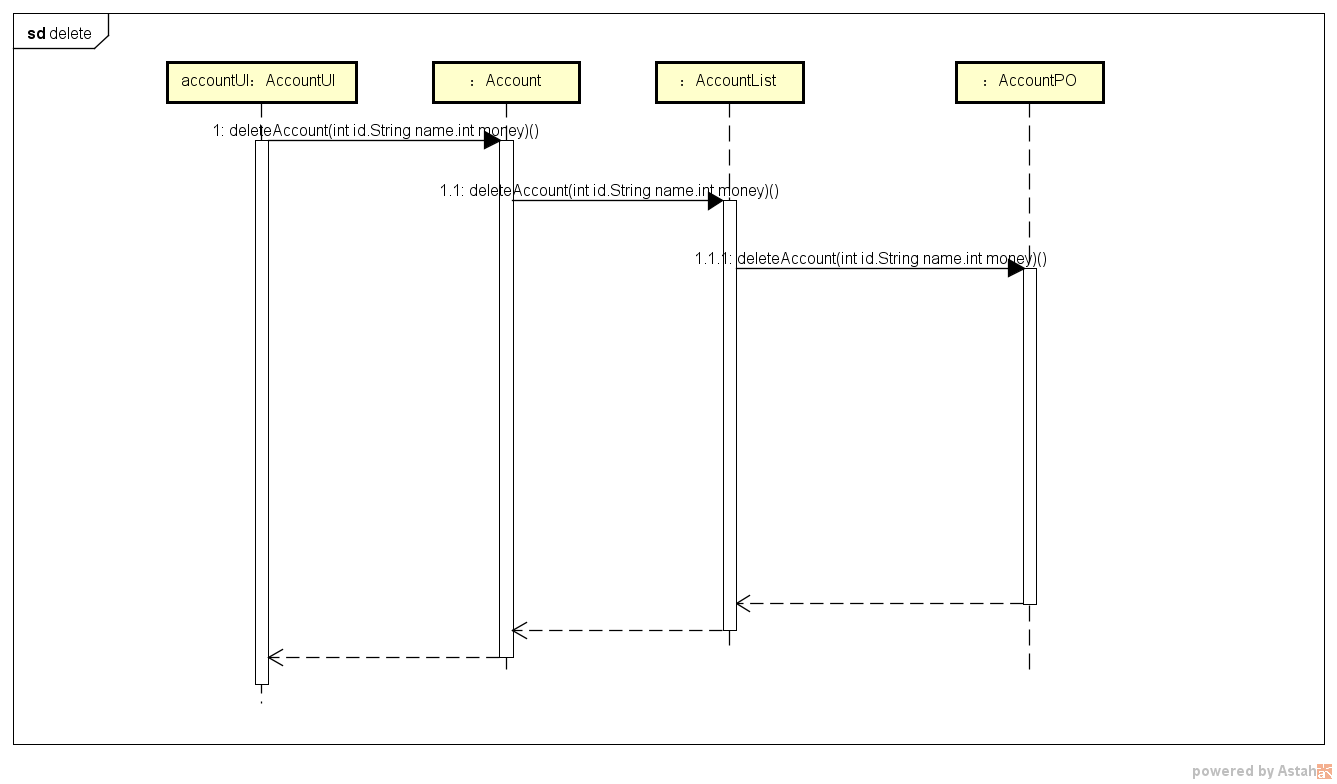 sd delete
accountUI：AccountUI
：Account
：AccountList
：AccountPO
1: deleteAccount(int id.String name.int money)()
1.1: deleteAccount(int id.String name.int money)()
1.1.1: deleteAccount(int id.String name.int money)()
powered by Astah